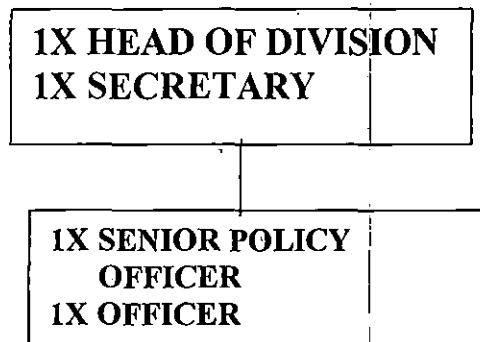 1X HEAD OF DIVISION
1X SECRETARY
1X SENIOR POLICY
OFFICER
1X OFFICER